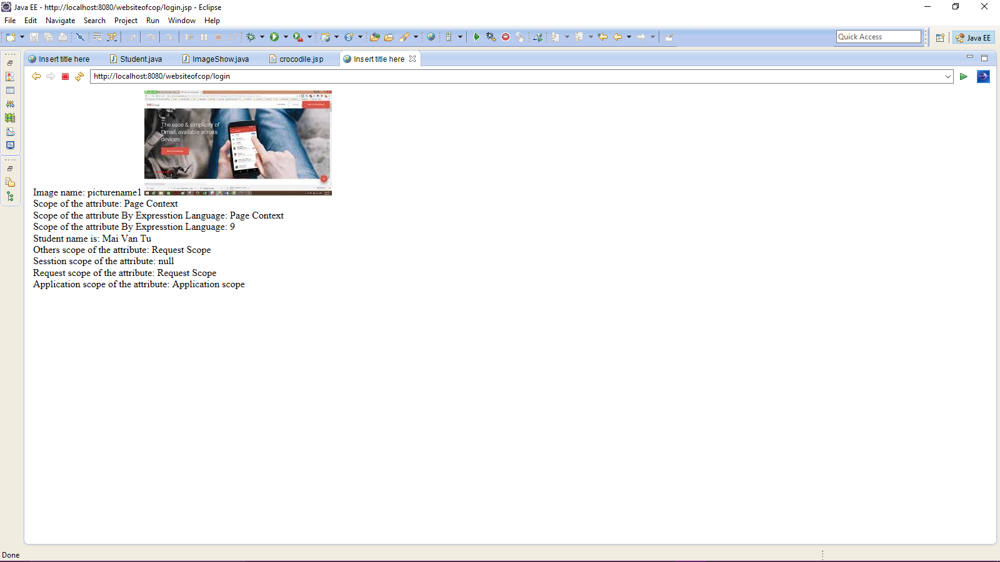 Java EE - http://localhost:8080/websiteofcop/login.jsp - Eclipse
File Edit Navigate Search Project Run Window Help
Quick Access
Java EE
Insert title here
Student.java
ImageShow.java
crocodile.jsp
Insert title here
http://localhost:8080/websiteofcop/login
Gmail
The ease & simplicity of
Gmail, available across
devices
Image name: picturename1
Scope of the attribute: Page Context
Scope of the attribute By Expresstion Language: Page Context
Scope of the attribute By Expresstion Language: 9
Student name is: Mai Van Tu
Others scope of the attribute: Request Scope
Sesstion scope of the attribute: null
Request scope of the attribute: Request Scope
Application scope of the attribute: Application scope
Done